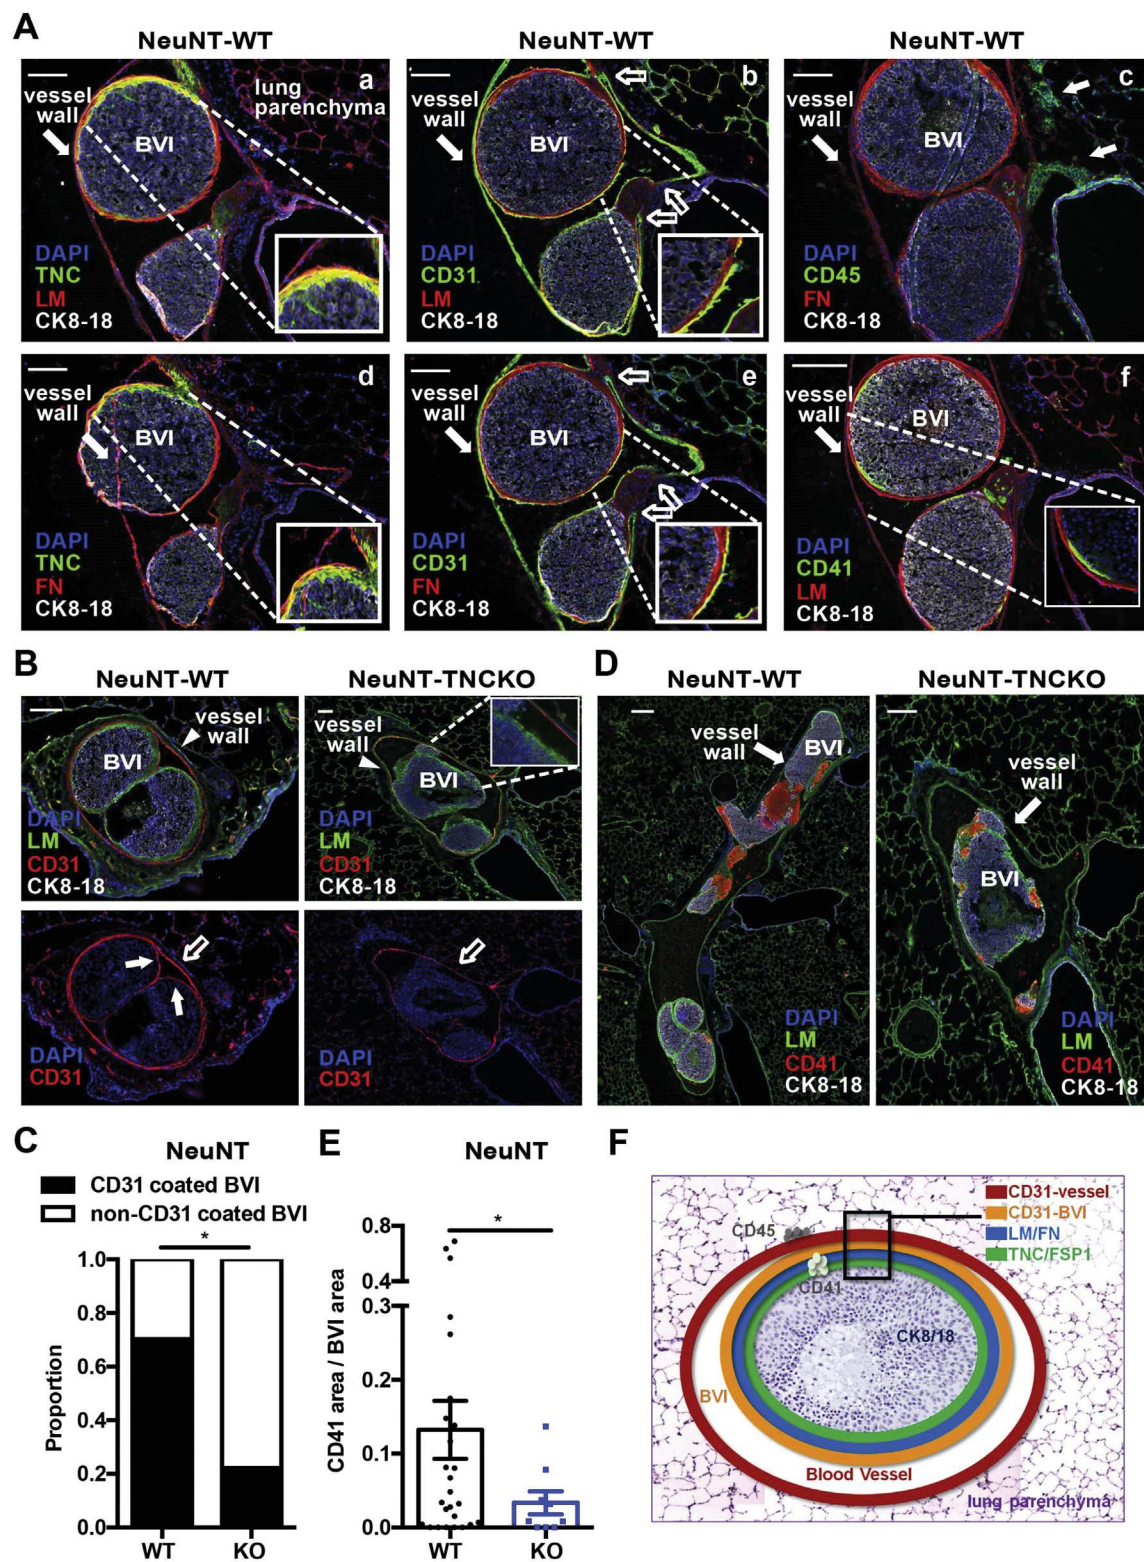 A
NeuNT-WT
NeuNT-WT
NeuNT-WT
vessel
wall
BVI
lung
parenchyma
a
DAPI
TNC
LM
CK8-18
vessel
wall
BVI
b
DAPI
CD31
LM
CK8-18
vessel
wall
BVI
c
DAPI
CD45
FN
CK8-18
vessel
wall
BVI
d
DAPI
TNC
FN
CK8-18
vessel
wall
BVI
e
DAPI
CD31
FN
CK8-18
vessel
wall
BVI
f
DAPI
CD41
LM
CK8-18
B
NeuNT-WT
NeuNT-TNCKO
vessel
wall
BVI
DAPI
LM
CD31
CK8-18
vessel
wall
BVI
DAPI
LM
CD31
CK8-18
DAPI
CD31
DAPI
CD31
D
NeuNT-WT
NeuNT-TNCKO
vessel
wall
BVI
DAPI
LM
CD41
CK8-18
vessel
wall
BVI
DAPI
LM
CD41
CK8-18
C
NeuNT
CD31 coated BVI
non-CD31 coated BVI
*
Proportion
1.0
0.8
0.6
0.4
0.2
0.0
WT
KO
E
NeuNT
*
CD41 area / BVI area
0.8
0.4
0.3
0.2
0.1
0.0
WT
KO
F
CD31-vessel
CD31-BVI
LM/FN
TNC/FSP1
CD45
CD41
CK8/18
BVI
Blood Vessel
lung parenchyma